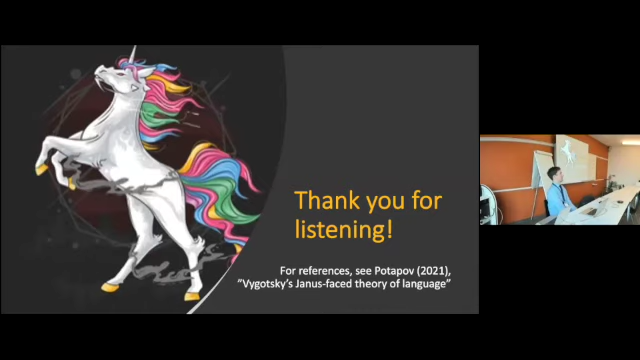 Thank you for
listening!
For references, see Potapov (2021),
“Vygotsky’s Janus-faced theory of language”